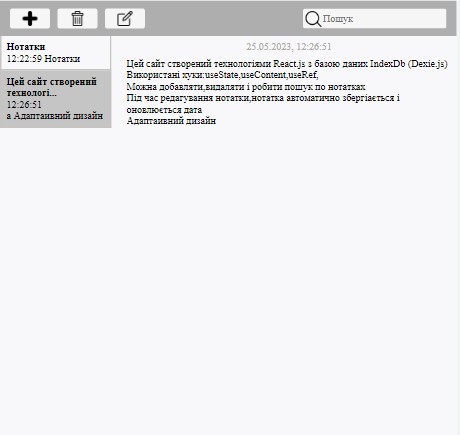 Пошук
Нотатки
12:22:59 Нотатки
Цей сайт створений
технологі...
12:26:51
а Адаптаивний дизайн
25.05.2023, 12:26:51
Цей сайт створений технологіями React.js з базою даних IndexDb (Dexie.js)
Використані хуки:useState,useContent,useRef,
Можна добавляти,видаляти і робити пошук по нотатках
Під час редагування нотатки,нотатка автоматично збергіається і
оновлюється дата
Адаптаивний дизайн